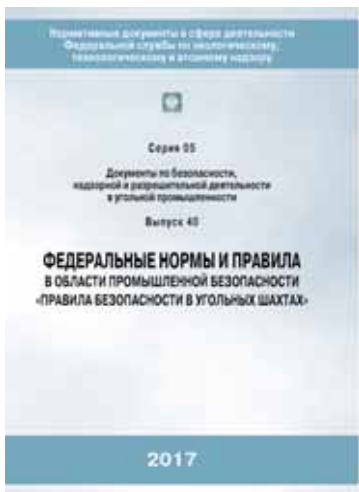 Нормативные документы в сфере деятельности
Федеральной службы по экологическому,
технологическому и атомному надзору
Серия 05
Документы по безопасности,
надзорной и разрешительной деятельности
в угольной промышленности
Выпуск 40
ФЕДЕРАЛЬНЫЕ НОРМЫ И ПРАВИЛА
В ОБЛАСТИ ПРОМЫШЛЕННОЙ БЕЗОПАСНОСТИ
«ПРАВИЛА БЕЗОПАСНОСТИ В УГОЛЬНЫХ ШАХТАХ»
2017